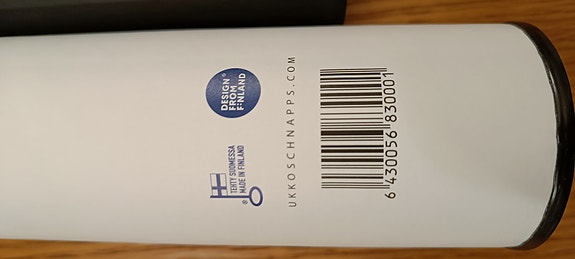 DESIGN
FROM
FINLAND
TEHTY SUOMESSA
MADE IN FINLAND
UKKOSCHNAPPS.COM
6 430056 830001